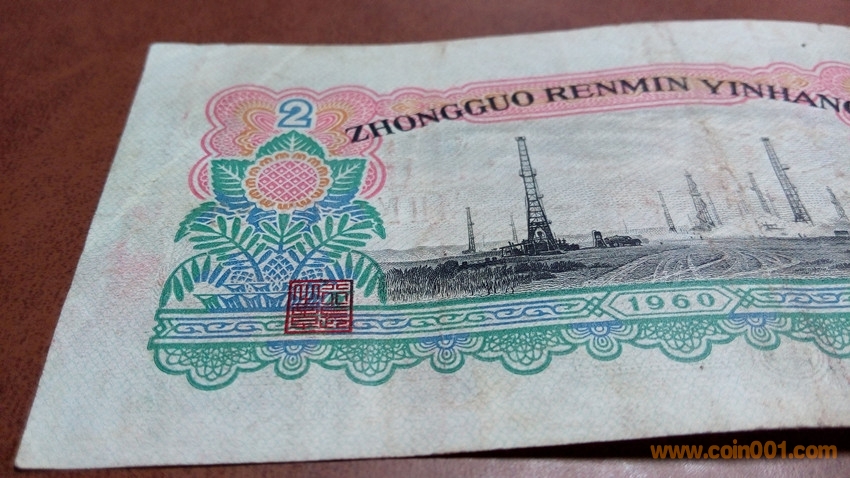 2
ZHONGGUO RENMIN YINHANG
1960
www.coin001.com